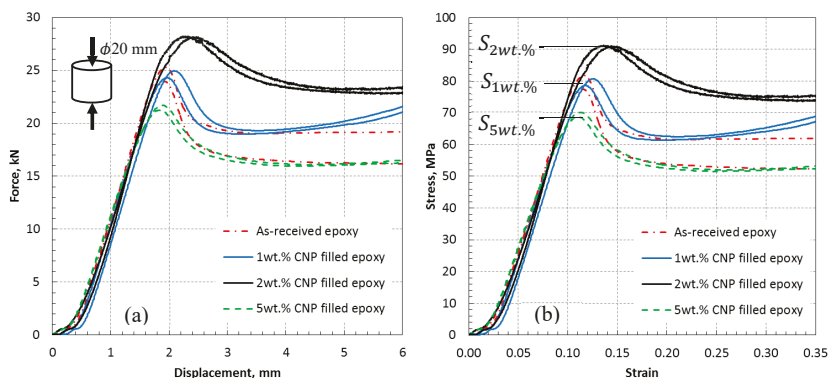 30
25
20
15
10
5
0
Force, kN
0 1 2 3 4 5 6
Displacement, mm
ϕ20 mm
As-received epoxy
1wt.% CNP filled epoxy
2wt.% CNP filled epoxy
5wt.% CNP filled epoxy
(a)
100
90
80
70
60
50
40
30
20
10
0
Stress, MPa
0.00 0.05 0.10 0.15 0.20 0.25 0.30 0.35
Strain
S2wt.%
S1wt.%
S5wt.%
As-received epoxy
1wt.% CNP filled epoxy
2wt.% CNP filled epoxy
5wt.% CNP filled epoxy
(b)